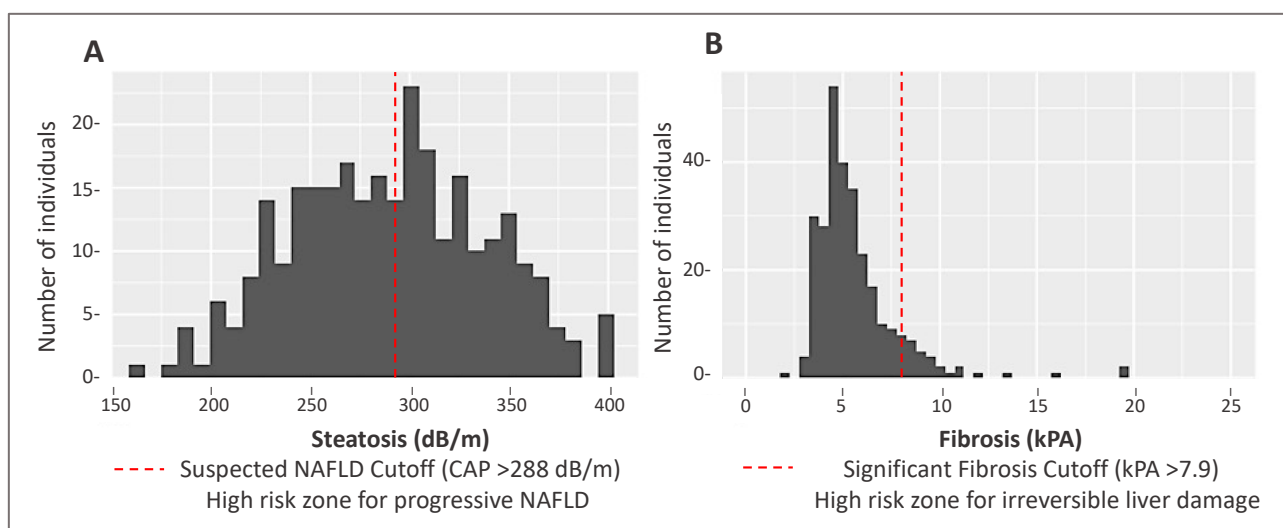 A
Number of individuals
20-
15-
10-
5-
0-
150
200
250
300
350
400
Steatosis (dB/m)
Suspected NAFLD Cutoff (CAP >288 dB/m)
High risk zone for progressive NAFLD
B
Number of individuals
40-
20-
0-
0
5
10
15
20
25
Fibrosis (kPA)
Significant Fibrosis Cutoff (kPA >7.9)
High risk zone for irreversible liver damage